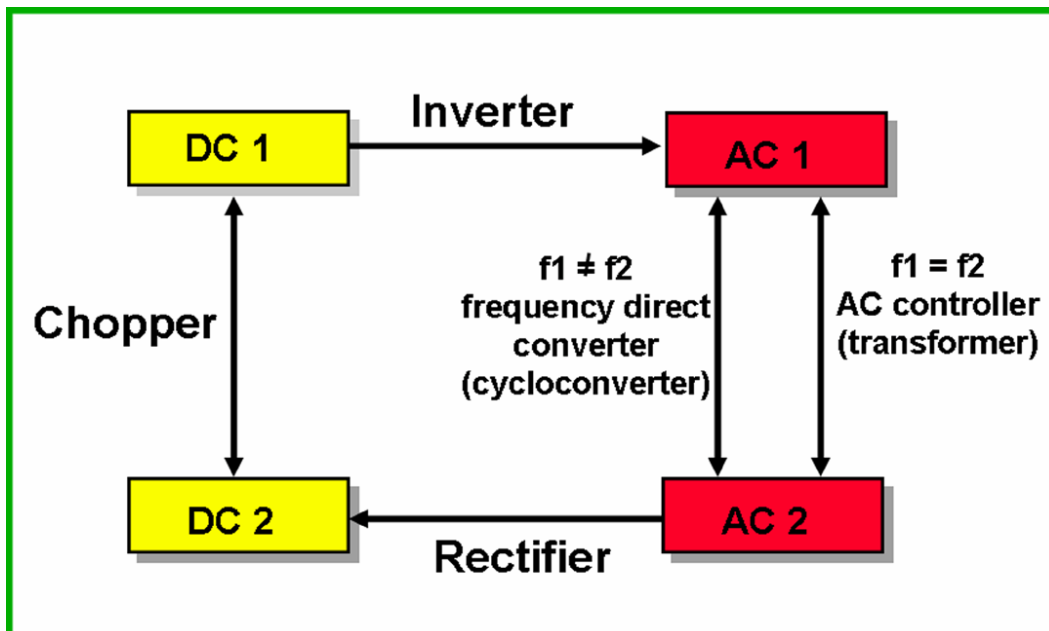 Inverter
DC 1
AC 1
Chopper
f1 ≠ f2
frequency direct
converter
(cycloconverter)
f1 = f2
AC controller
(transformer)
DC 2
AC 2
Rectifier